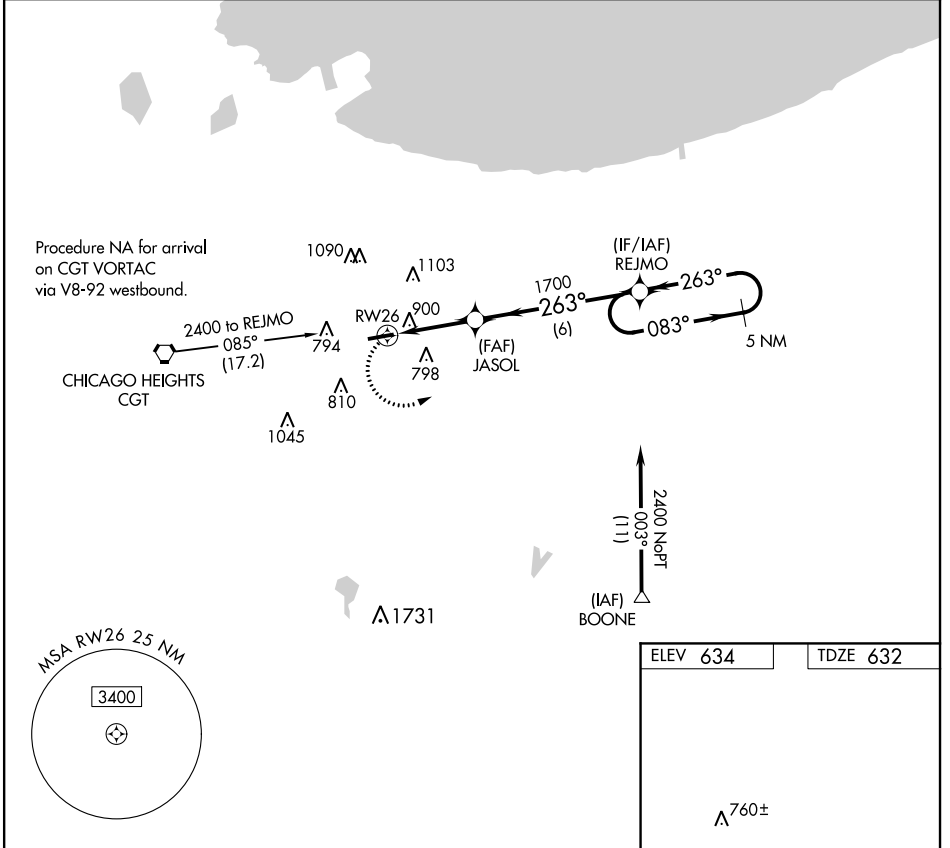 Procedure NA for arrival
on CGT VORTAC
via V8-92 westbound.
1090
1103
(IF/IAF)
REJMO
1700
263°
(6)
263°
083°
5 NM
900
RW26
(FAF)
JASOL
2400 to REJMO
085°
(17.2)
794
798
CHICAGO HEIGHTS
CGT
810
1045
2400 NoPT
003°
(11)
(IAF)
BOONE
1731
MSA RW26 25 NM
3400
ELEV 634
TDZE 632
760±